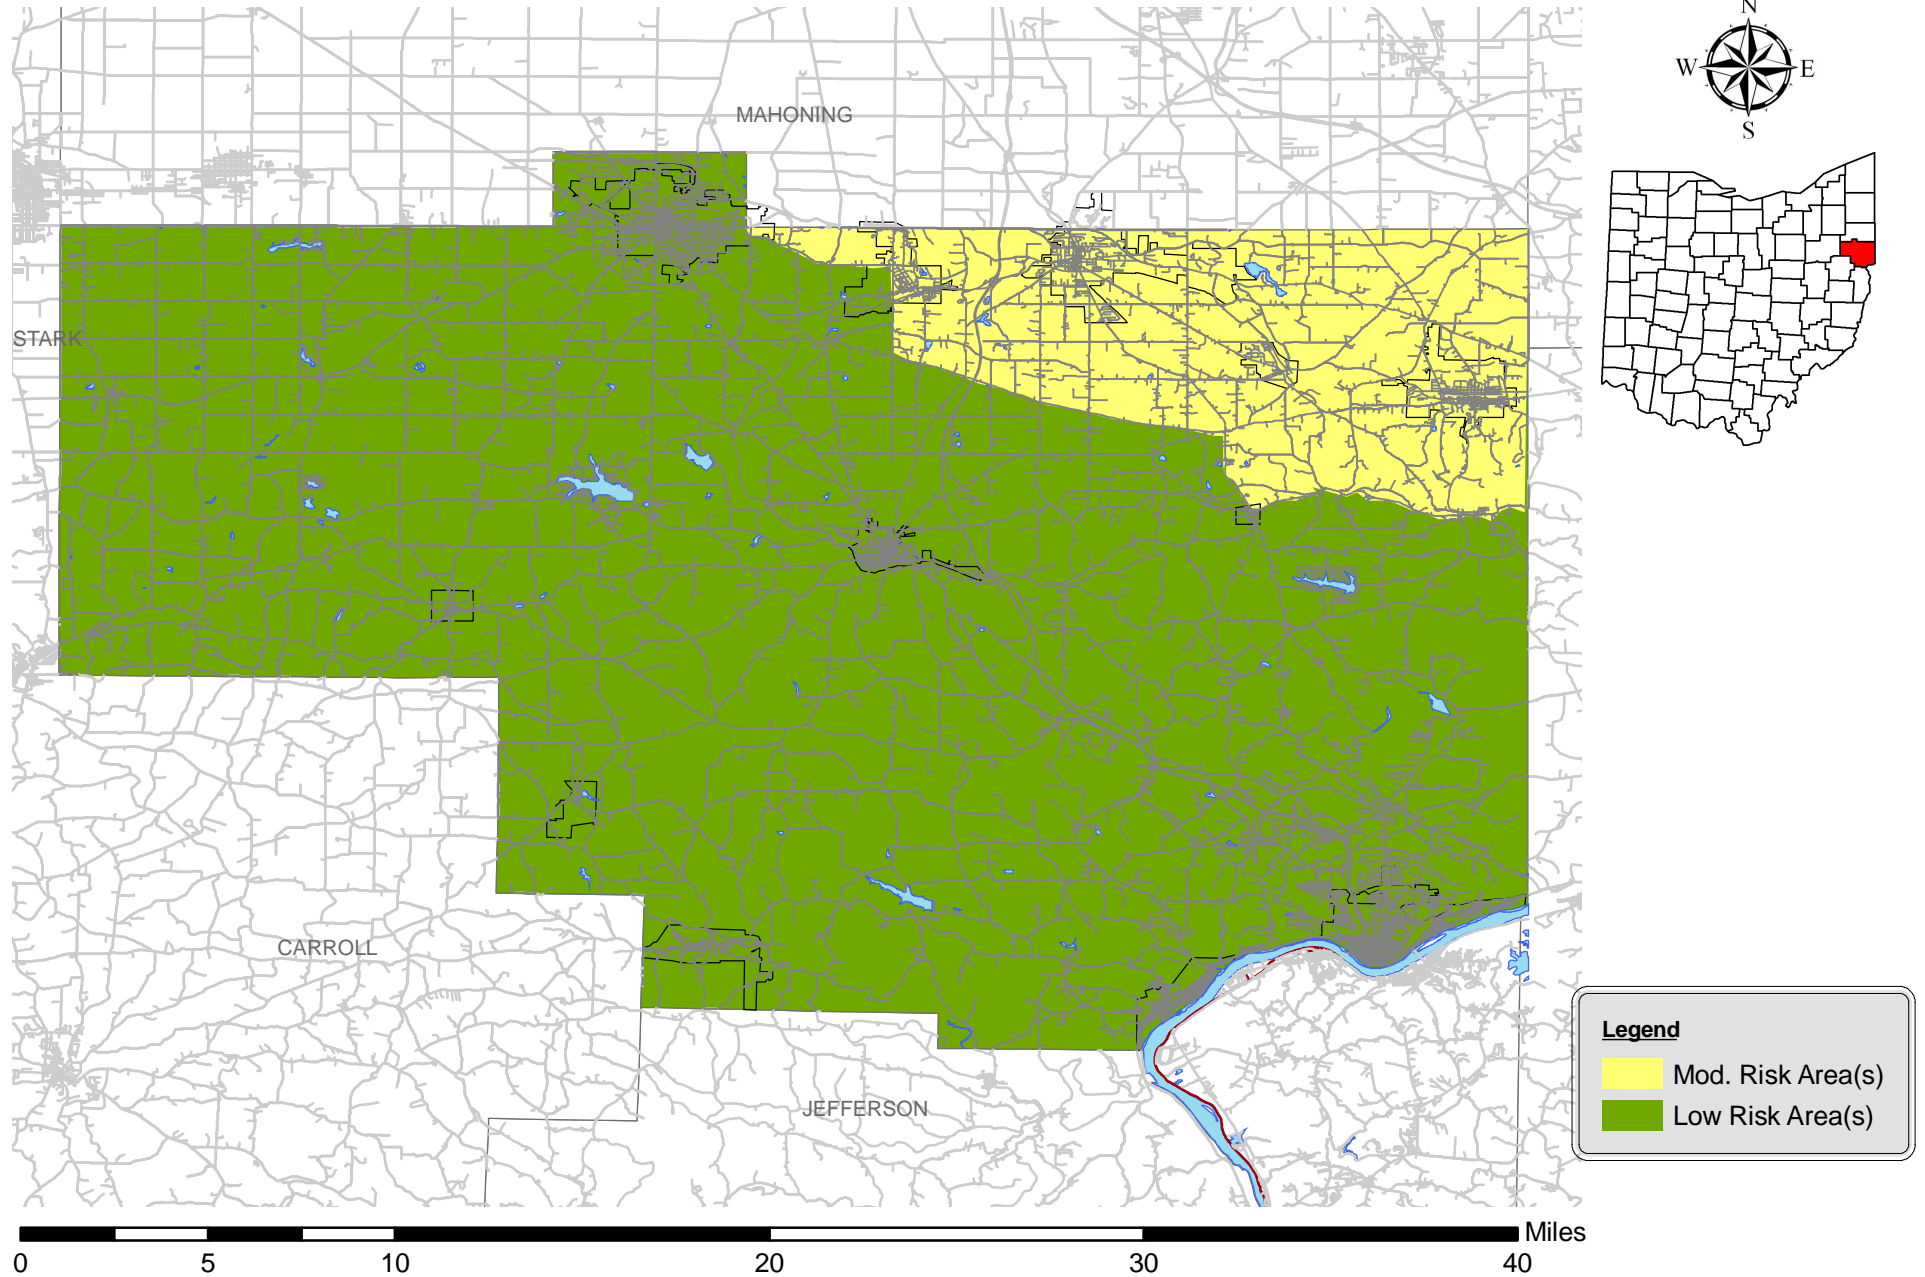 N
W E
S
MAHONING
STARK
CARROLL
JEFFERSON
Legend
Mod. Risk Area(s)
Low Risk Area(s)
Miles
0 5 10 20 30 40